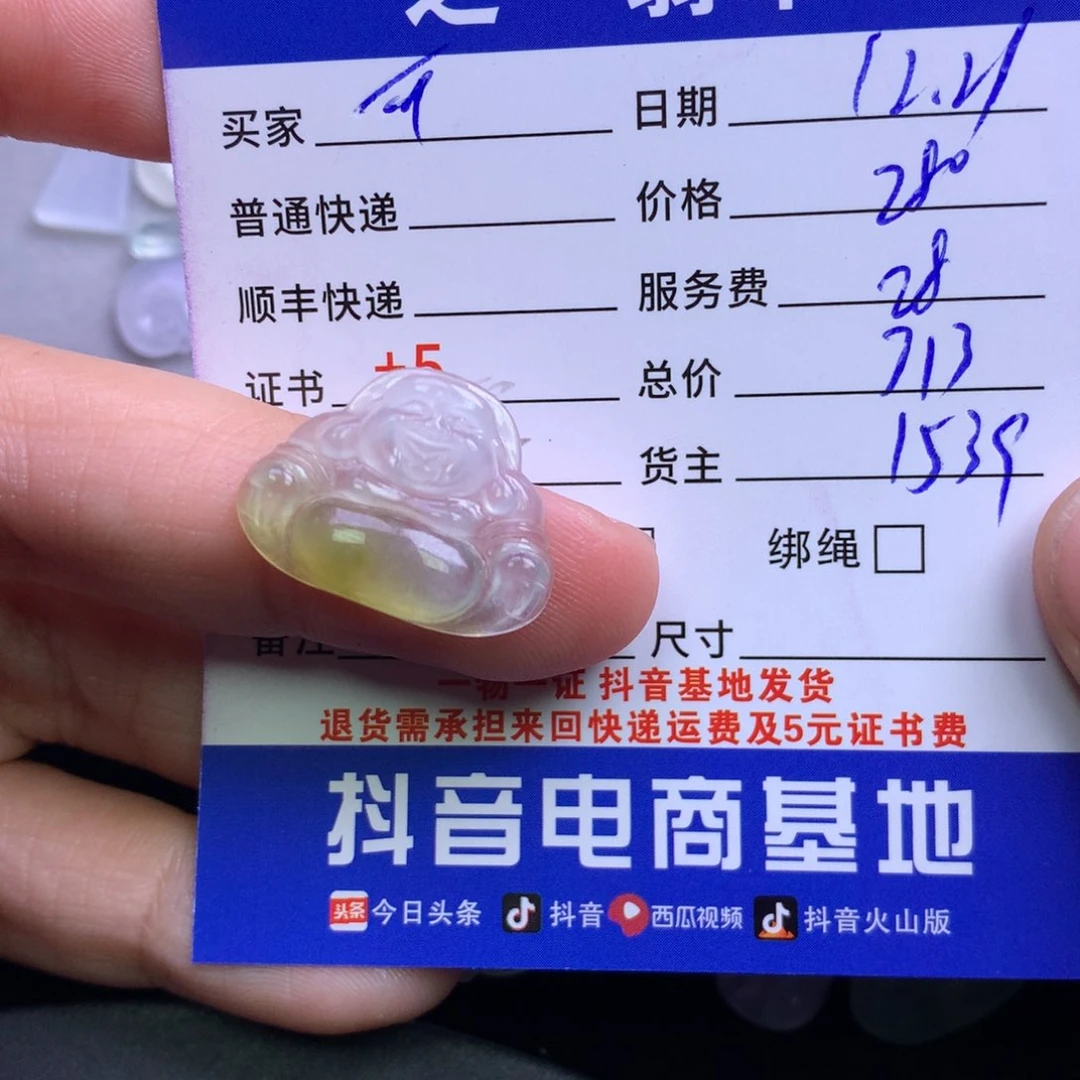 买家 日期 12.21
普通快递 价格 280
顺丰快递 服务费 28
证书 +5 总价 313
货主 1539
绑绳
备注 尺寸
一物一证 抖音基地发货
退货需承担来回快递运费及5元证书费
抖音电商基地
头条 今日头条 抖音 西瓜视频 抖音火山版